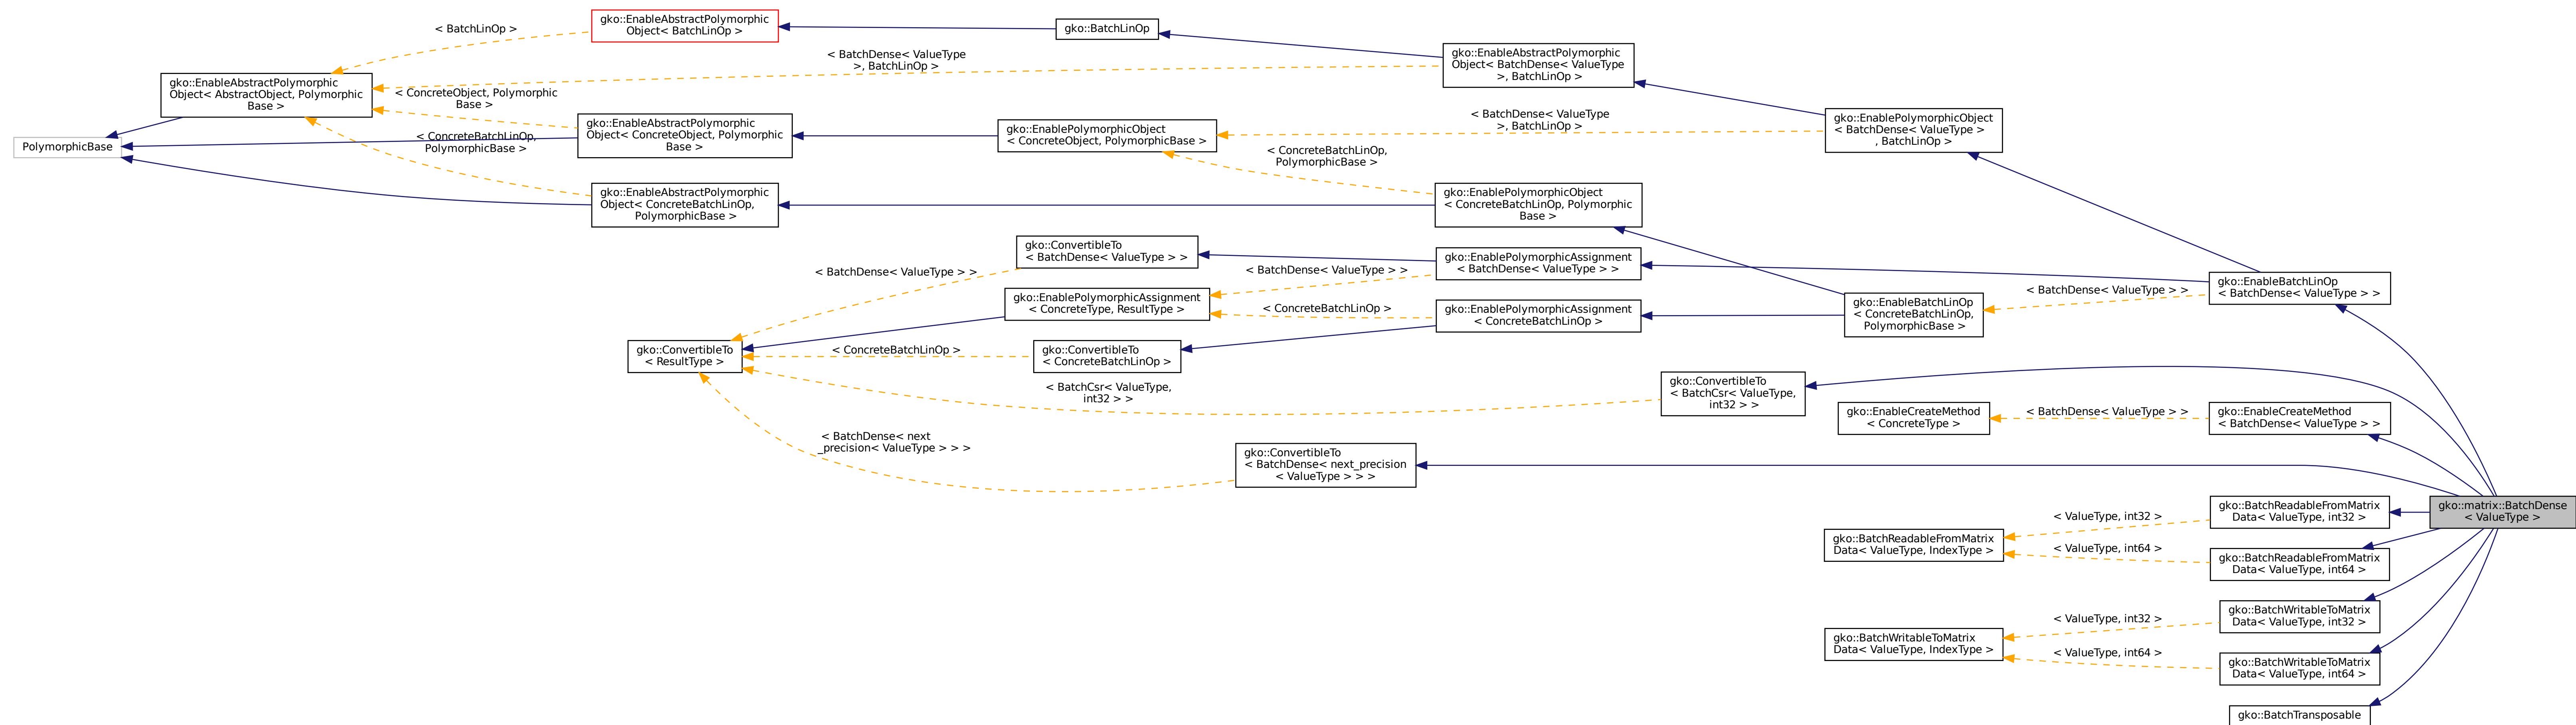 gko::EnableAbstractPolymorphic
Object< BatchLinOp >
< BatchLinOp >
gko::BatchLinOp
gko::EnableAbstractPolymorphic
Object< BatchDense< ValueType
>, BatchLinOp >
< BatchDense< ValueType
>, BatchLinOp >
gko::EnableAbstractPolymorphic
Object< AbstractObject, Polymorphic
Base >
< ConcreteObject, Polymorphic
Base >
PolymorphicBase
gko::EnableAbstractPolymorphic
Object< ConcreteObject, Polymorphic
Base >
< ConcreteBatchLinOp,
PolymorphicBase >
gko::EnablePolymorphicObject
< ConcreteObject, PolymorphicBase >
< BatchDense< ValueType
>, BatchLinOp >
gko::EnablePolymorphicObject
< BatchDense< ValueType >
, BatchLinOp >
< ConcreteBatchLinOp,
PolymorphicBase >
gko::EnableAbstractPolymorphic
Object< ConcreteBatchLinOp,
PolymorphicBase >
gko::EnablePolymorphicObject
< ConcreteBatchLinOp, Polymorphic
Base >
gko::ConvertibleTo
< BatchDense< ValueType > >
< BatchDense< ValueType > >
gko::EnablePolymorphicAssignment
< BatchDense< ValueType > >
< BatchDense< ValueType > >
gko::EnableBatchLinOp
< BatchDense< ValueType > >
< BatchDense< ValueType > >
gko::EnablePolymorphicAssignment
< ConcreteType, ResultType >
< ConcreteBatchLinOp >
gko::EnablePolymorphicAssignment
< ConcreteBatchLinOp >
gko::EnableBatchLinOp
< ConcreteBatchLinOp,
PolymorphicBase >
gko::ConvertibleTo
< ResultType >
< ConcreteBatchLinOp >
gko::ConvertibleTo
< ConcreteBatchLinOp >
< BatchCsr< ValueType,
int32 > >
gko::ConvertibleTo
< BatchCsr< ValueType,
int32 > >
gko::EnableCreateMethod
< ConcreteType >
< BatchDense< ValueType > >
gko::EnableCreateMethod
< BatchDense< ValueType > >
< BatchDense< next
_precision< ValueType > > >
gko::ConvertibleTo
< BatchDense< next_precision
< ValueType > > >
gko::matrix::BatchDense
< ValueType >
gko::BatchReadableFromMatrix
Data< ValueType, int32 >
< ValueType, int32 >
gko::BatchReadableFromMatrix
Data< ValueType, IndexType >
< ValueType, int64 >
gko::BatchReadableFromMatrix
Data< ValueType, int64 >
gko::BatchWritableToMatrix
Data< ValueType, int32 >
< ValueType, int32 >
gko::BatchWritableToMatrix
Data< ValueType, IndexType >
< ValueType, int64 >
gko::BatchWritableToMatrix
Data< ValueType, int64 >
gko::BatchTransposable